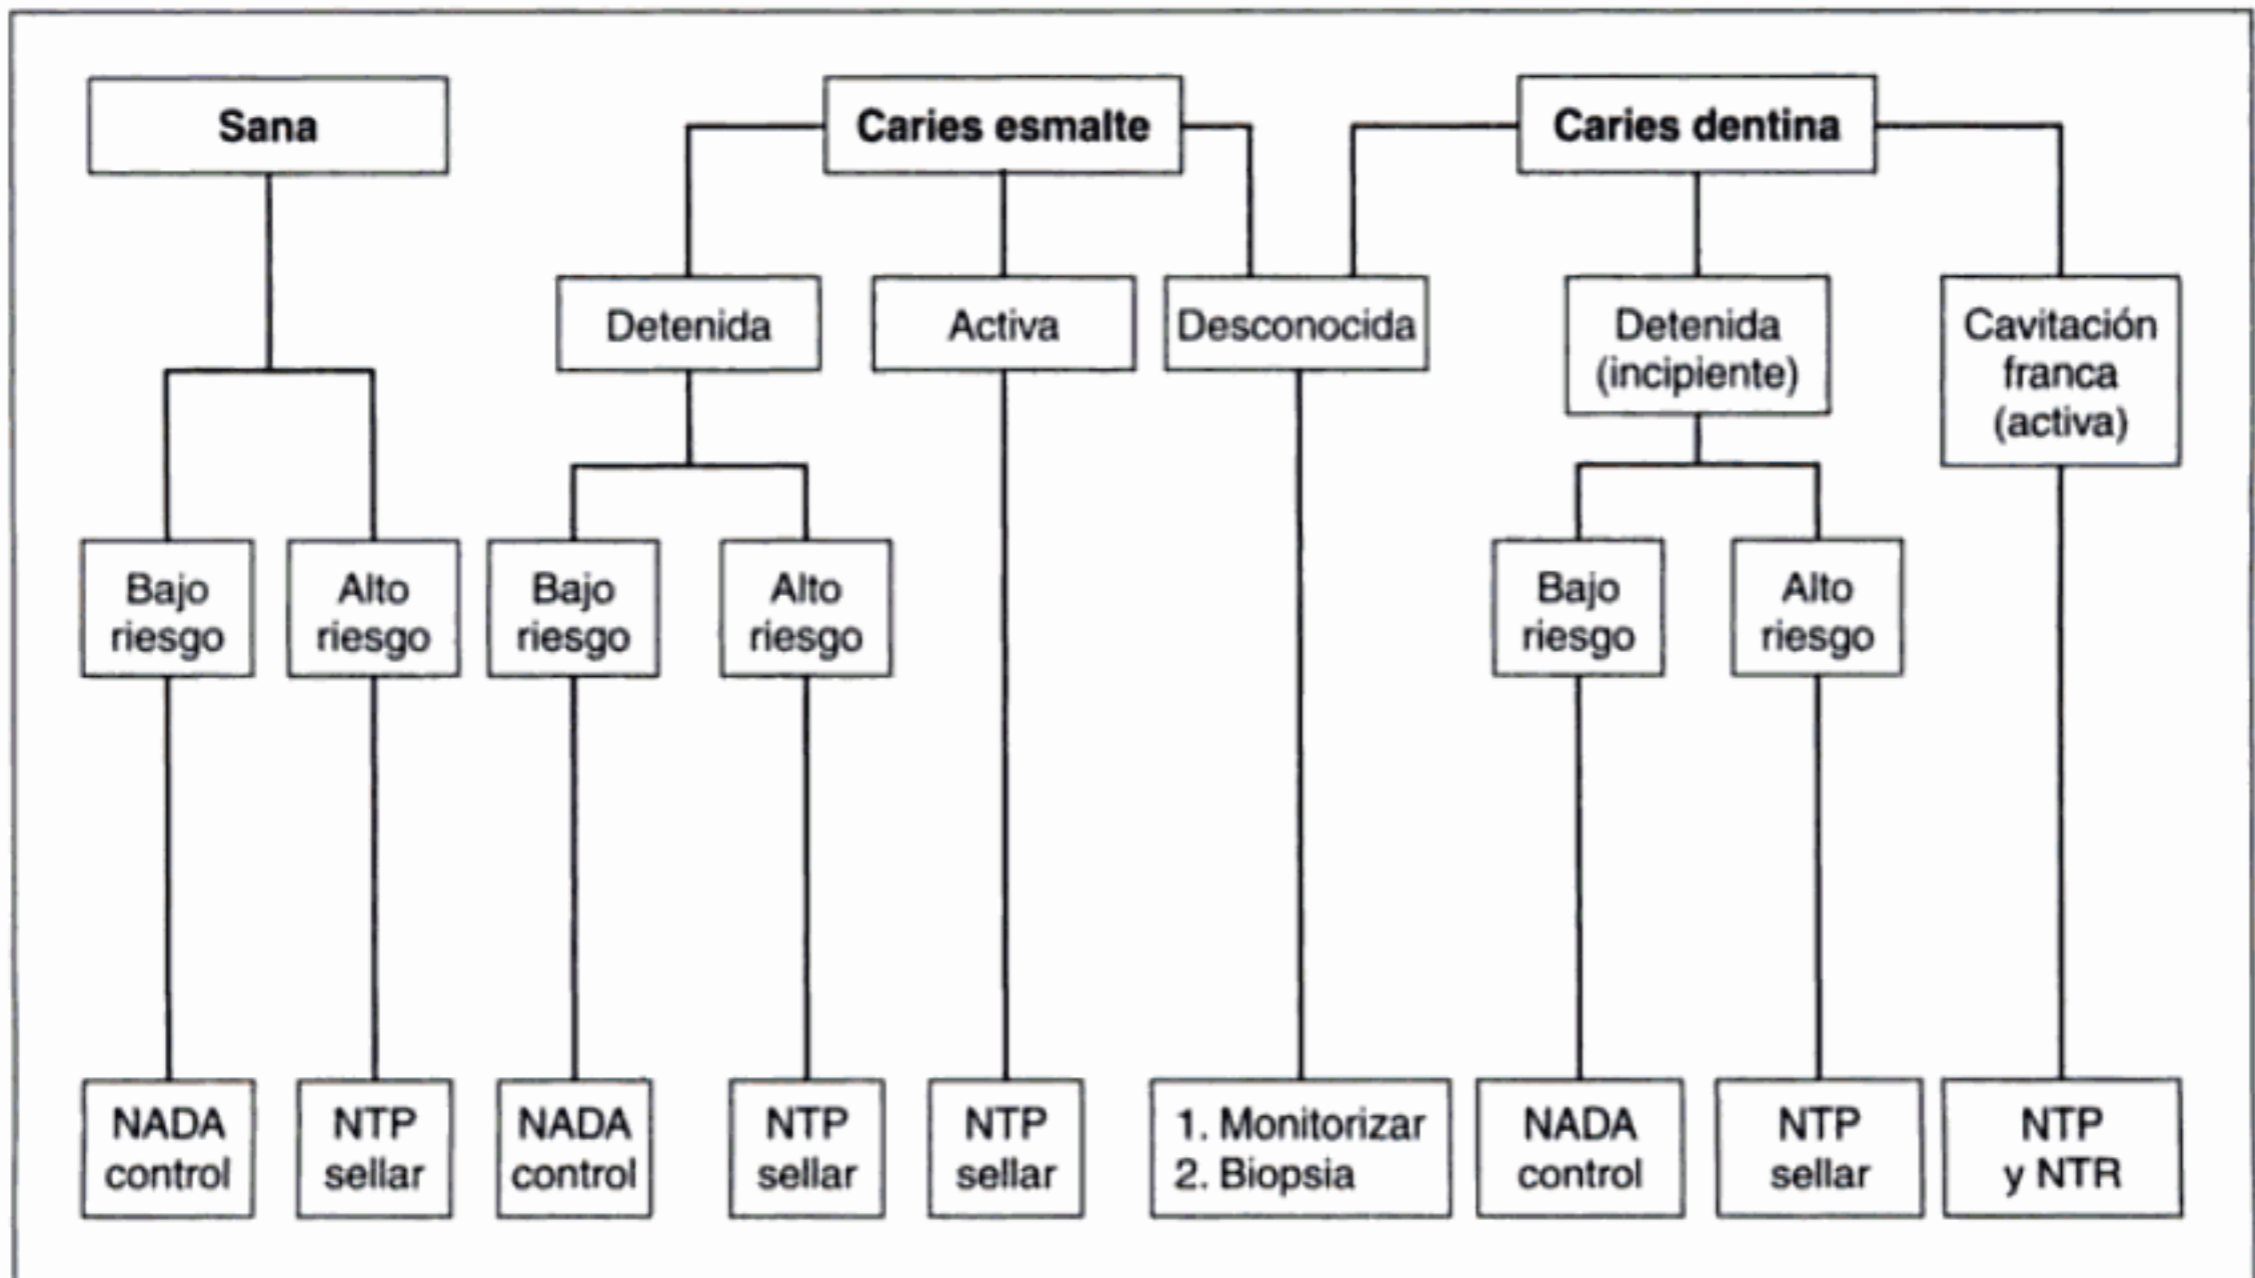 Sana
Caries esmalte
Caries dentina
Detenida
Activa
Desconocida
Detenida
(incipiente)
Cavitación
franca
(activa)
Bajo
riesgo
Alto
riesgo
Bajo
riesgo
Alto
riesgo
Bajo
riesgo
Alto
riesgo
NADA
control
NTP
sellar
NADA
control
NTP
sellar
NTP
sellar
1. Monitorizar
2. Biopsia
NADA
control
NTP
sellar
NTP
y NTR